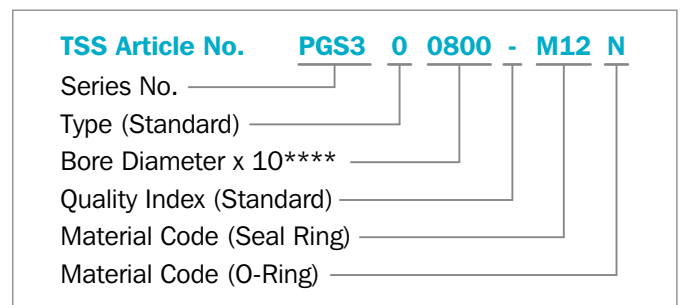 TSS Article No. PGS3 0 0800 - M12 N
Series No.
Type (Standard)
Bore Diameter x 10****
Quality Index (Standard)
Material Code (Seal Ring)
Material Code (O-Ring)